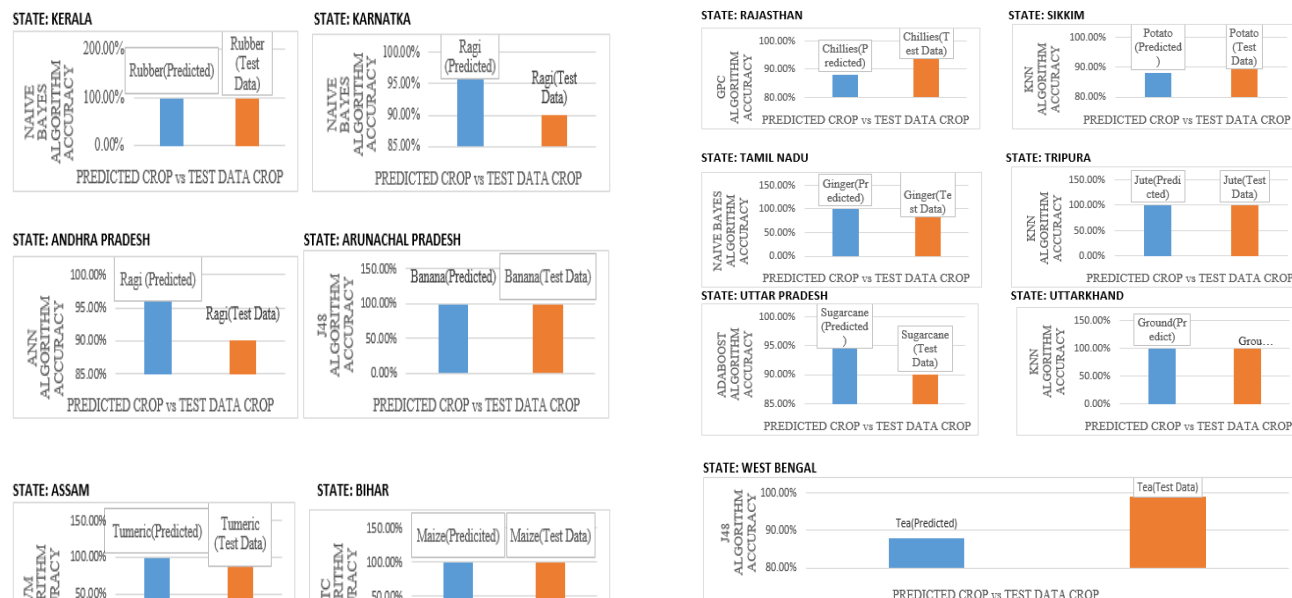 STATE: KERALA
200.00%
100.00%
0.00%
NAIVE
BAYES
ALGORITHM
ACCURACY
Rubber(Predicted)
Rubber
(Test
Data)
PREDICTED CROP vs TEST DATA CROP
STATE: KARNATKA
100.00%
95.00%
90.00%
85.00%
NAIVE
BAYES
ALGORITHM
ACCURACY
Ragi
(Predicted)
Ragi(Test
Data)
PREDICTED CROP vs TEST DATA CROP
STATE: ANDHRA PRADESH
100.00%
95.00%
90.00%
85.00%
ANN
ALGORITHM
ACCURACY
Ragi (Predicted)
Ragi(Test Data)
PREDICTED CROP vs TEST DATA CROP
STATE: ARUNACHAL PRADESH
150.00%
100.00%
50.00%
0.00%
J48
ALGORITHM
ACCURACY
Banana(Predicted)
Banana(Test Data)
PREDICTED CROP vs TEST DATA CROP
STATE: ASSAM
150.00%
100.00%
50.00%
Tumeric(Predicted)
Tumeric
(Test Data)
STATE: BIHAR
150.00%
100.00%
50.00%
Maize(Predicited)
Maize(Test Data)
STATE: RAJASTHAN
100.00%
90.00%
80.00%
GPC
ALGORITHM
ACCURACY
Chillies(P
redicted)
Chillies(T
est Data)
PREDICTED CROP vs TEST DATA CROP
STATE: SIKKIM
100.00%
90.00%
80.00%
KNN
ALGORITHM
ACCURACY
Potato
(Predicted
)
Potato
(Test
Data)
PREDICTED CROP vs TEST DATA CROP
STATE: TAMIL NADU
150.00%
100.00%
50.00%
0.00%
NAIVE BAYES
ALGORITHM
ACCURACY
Ginger(Pr
edicted)
Ginger(Te
st Data)
PREDICTED CROP vs TEST DATA CROP
STATE: TRIPURA
150.00%
100.00%
50.00%
0.00%
KNN
ALGORITHM
ACCURACY
Jute(Predi
cted)
Jute(Test
Data)
PREDICTED CROP vs TEST DATA CROP
STATE: UTTAR PRADESH
100.00%
95.00%
90.00%
85.00%
ADABOOST
ALGORITHM
ACCURACY
Sugarcane
(Predicted
)
Sugarcane
(Test
Data)
PREDICTED CROP vs TEST DATA CROP
STATE: UTTARKHAND
150.00%
100.00%
50.00%
0.00%
KNN
ALGORITHM
ACCURACY
Ground(Pr
edict)
Grou...
PREDICTED CROP vs TEST DATA CROP
STATE: WEST BENGAL
100.00%
90.00%
80.00%
J48
ALGORITHM
ACCURACY
Tea(Predicted)
Tea(Test Data)
PREDICTED CROP vs TEST DATA CROP